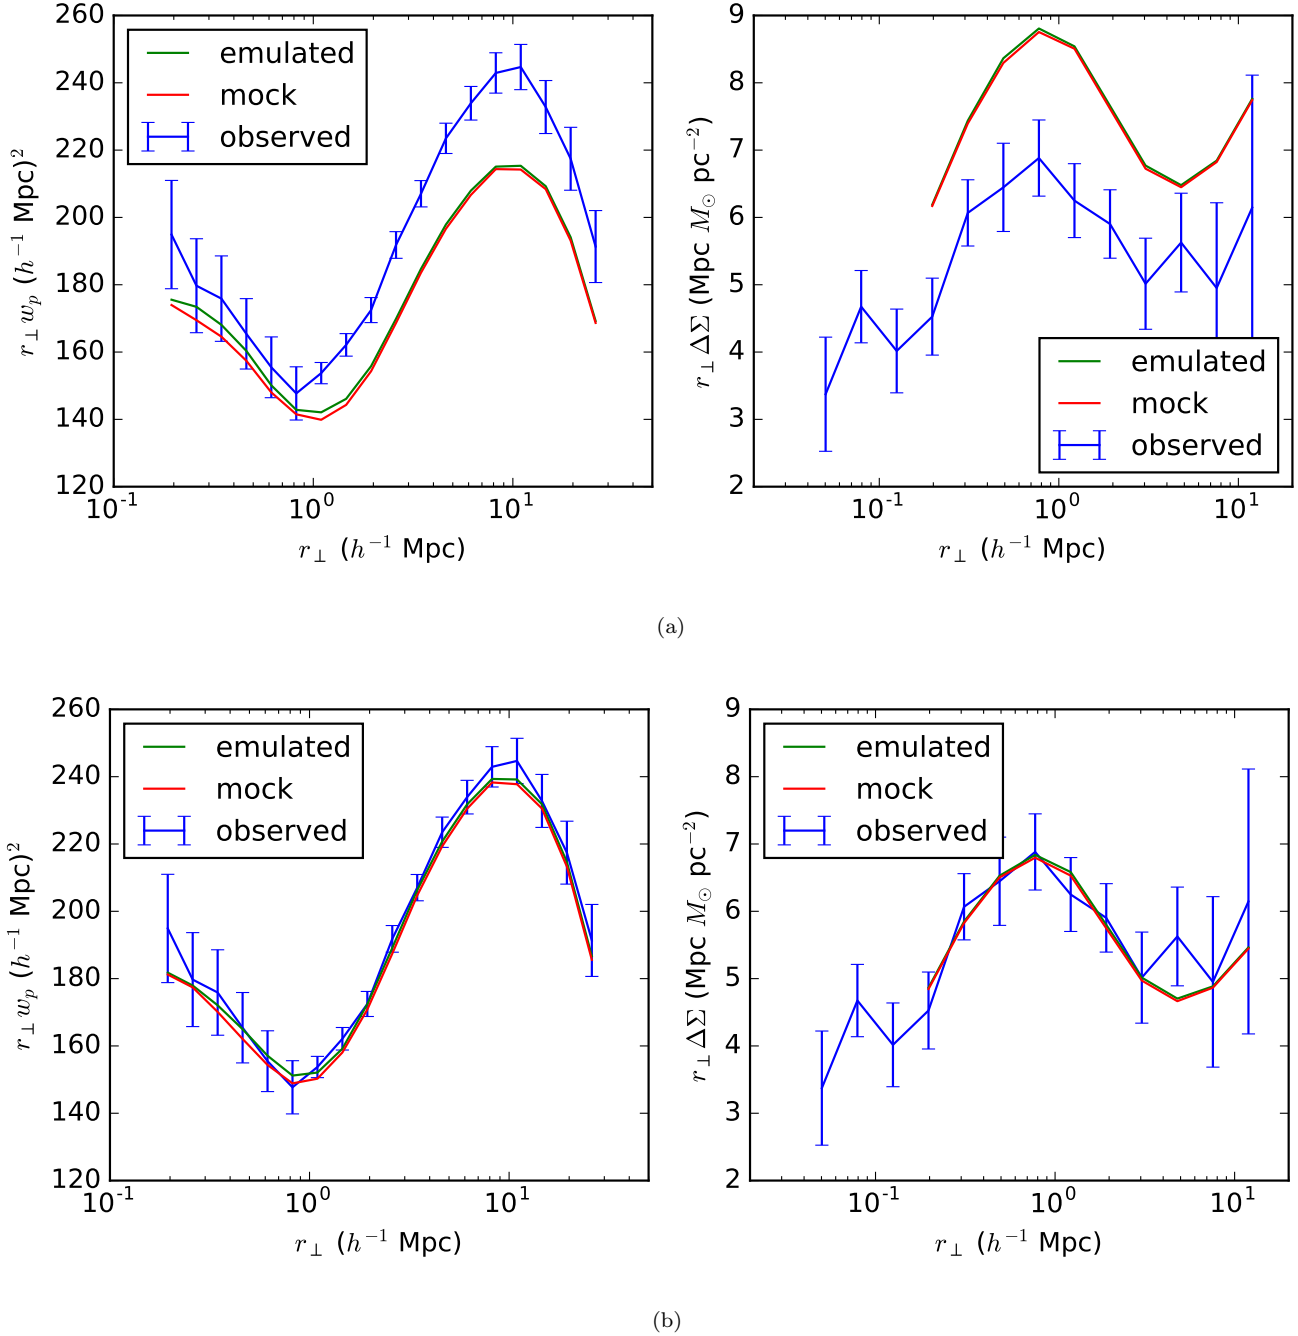 260
240
220
200
180
160
140
120
r⊥ w_p (h⁻¹ Mpc)²
emulated
mock
observed
10⁻¹ 10⁰ 10¹
r⊥ (h⁻¹ Mpc)
9
8
7
6
5
4
3
2
r⊥ΔΣ (Mpc M⊙ pc⁻²)
emulated
mock
observed
10⁻¹ 10⁰ 10¹
r⊥ (h⁻¹ Mpc)
(a)
260
240
220
200
180
160
140
120
r⊥ w_p (h⁻¹ Mpc)²
emulated
mock
observed
10⁻¹ 10⁰ 10¹
r⊥ (h⁻¹ Mpc)
9
8
7
6
5
4
3
2
r⊥ΔΣ (Mpc M⊙ pc⁻²)
emulated
mock
observed
10⁻¹ 10⁰ 10¹
r⊥ (h⁻¹ Mpc)
(b)